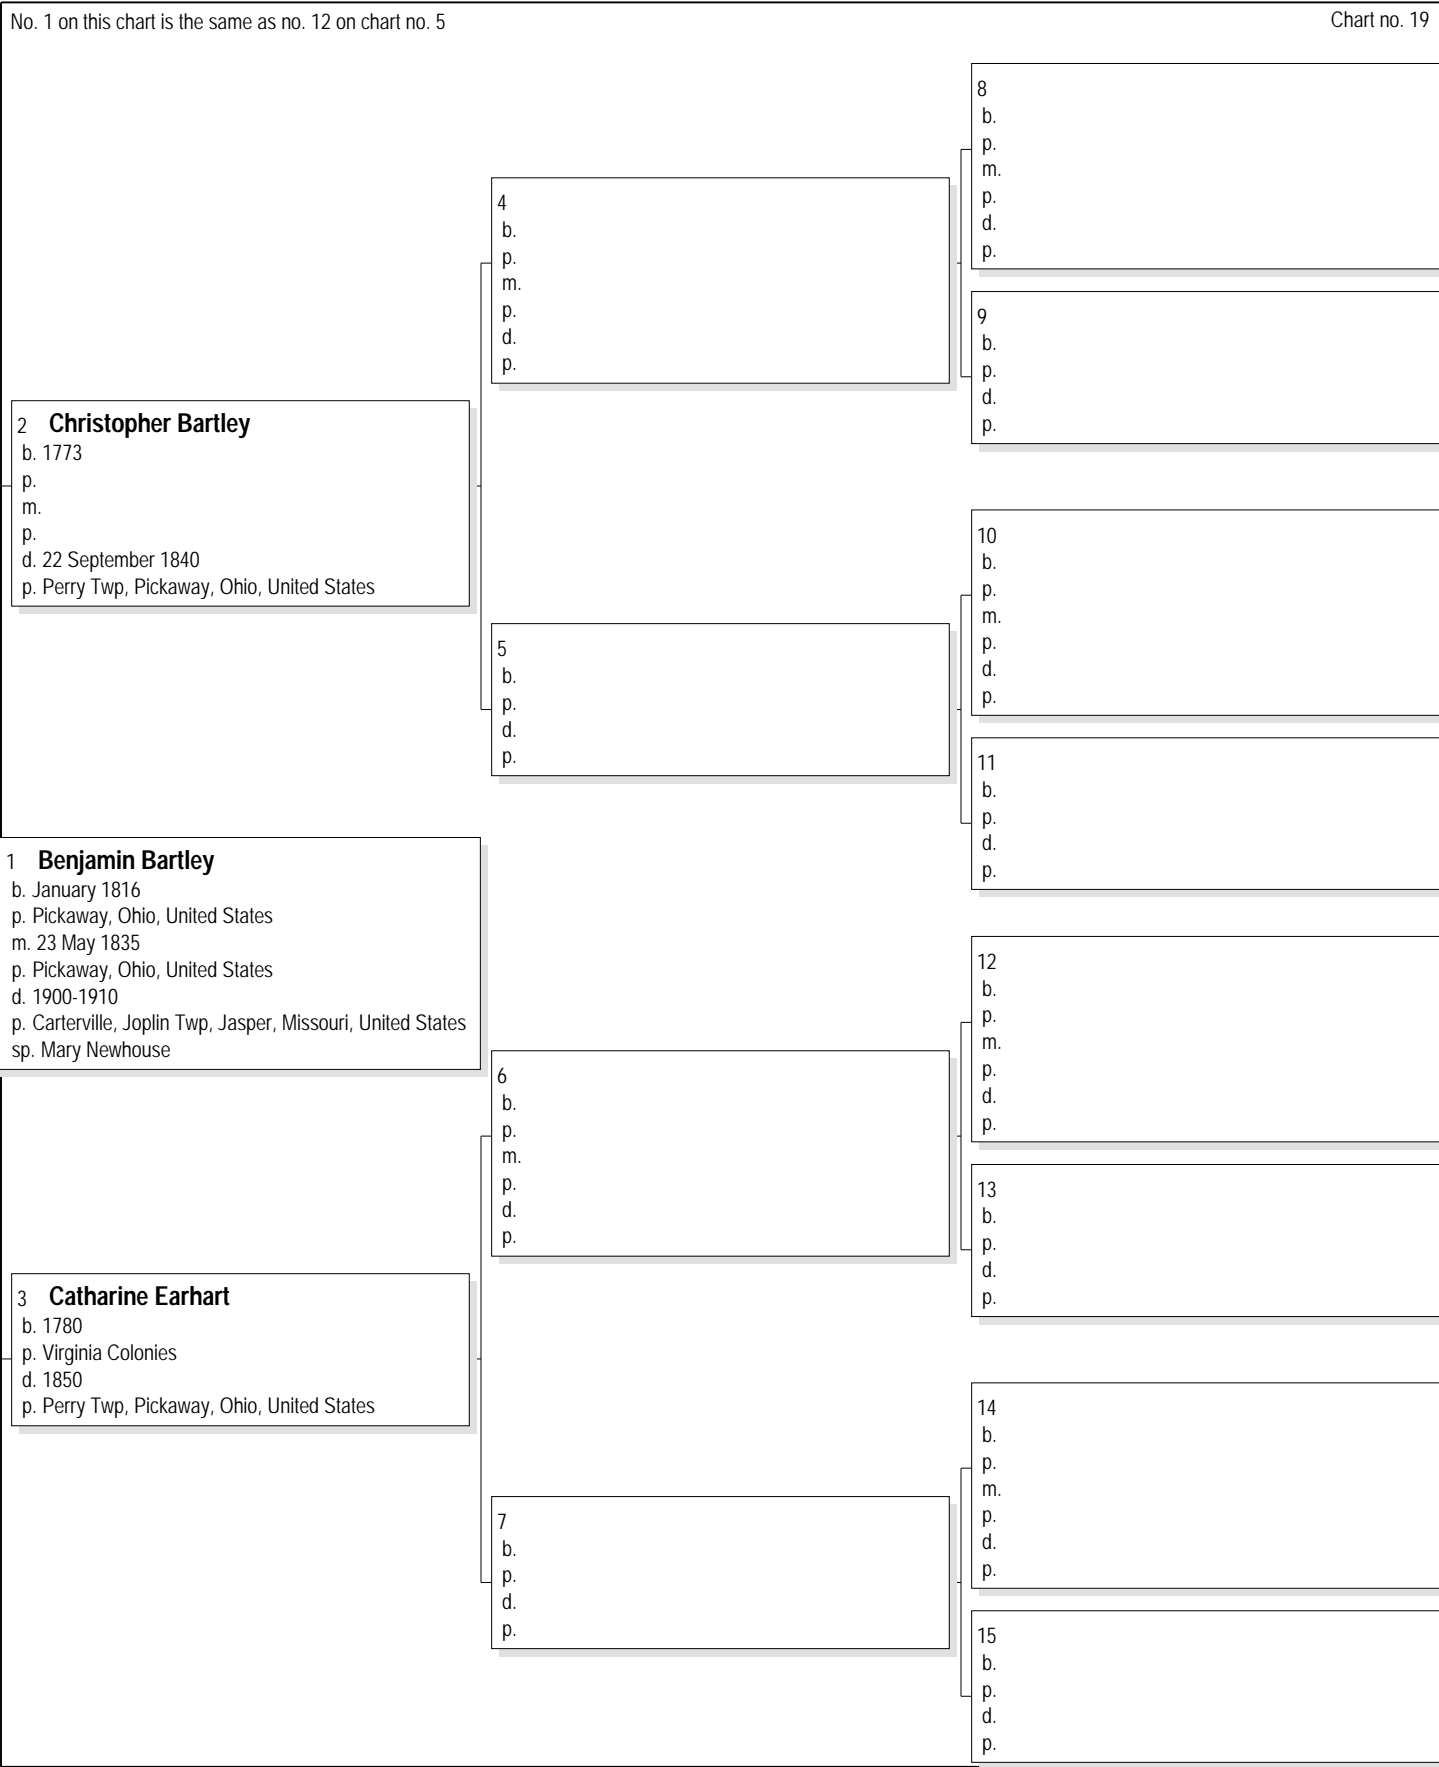 No. 1 on this chart is the same as no. 12 on chart no. 5
Chart no. 19
8
b.
p.
m.
p.
d.
p.
4
b.
p.
m.
p.
d.
p.
9
b.
p.
d.
p.
2 Christopher Bartley
b. 1773
p.
m.
p.
d. 22 September 1840
p. Perry Twp, Pickaway, Ohio, United States
10
b.
p.
m.
p.
d.
p.
5
b.
p.
d.
p.
11
b.
p.
d.
p.
1 Benjamin Bartley
b. January 1816
p. Pickaway, Ohio, United States
m. 23 May 1835
p. Pickaway, Ohio, United States
d. 1900-1910
p. Carterville, Joplin Twp, Jasper, Missouri, United States
sp. Mary Newhouse
12
b.
p.
m.
p.
d.
p.
6
b.
p.
m.
p.
d.
p.
13
b.
p.
d.
p.
3 Catharine Earhart
b. 1780
p. Virginia Colonies
d. 1850
p. Perry Twp, Pickaway, Ohio, United States
14
b.
p.
m.
p.
d.
p.
7
b.
p.
d.
p.
15
b.
p.
d.
p.